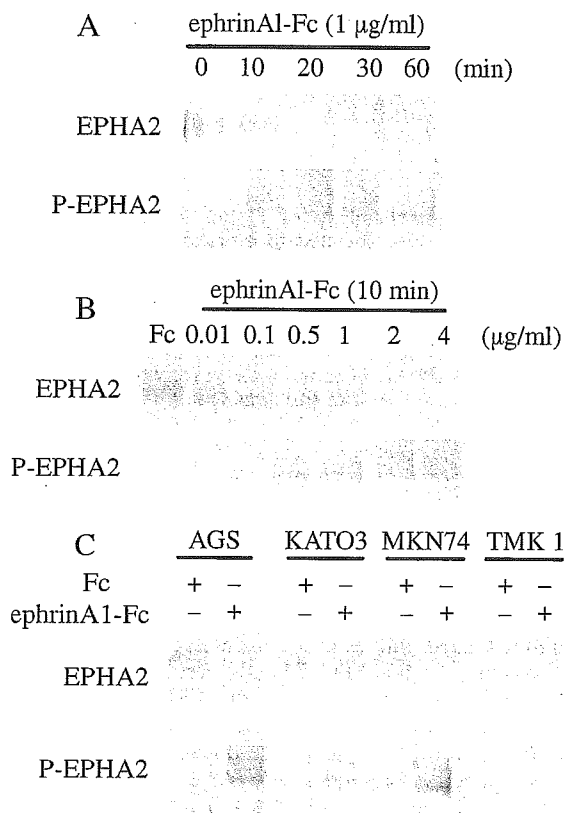 A
ephrinA1-Fc (1 µg/ml)
0 10 20 30 60 (min)
EPHA2
P-EPHA2
B
ephrinA1-Fc (10 min)
Fc 0.01 0.1 0.5 1 2 4 (µg/ml)
EPHA2
P-EPHA2
C
AGS KATO3 MKN74 TMK 1
Fc + − + − + − + −
ephrinA1-Fc − + − + − + − +
EPHA2
P-EPHA2